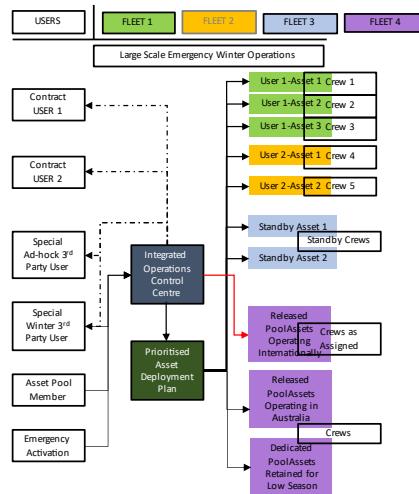 USERS
FLEET 1
FLEET 2
FLEET 3
FLEET 4
Large Scale Emergency Winter Operations
Contract
USER 1
Contract
USER 2
Special
Ad-hock 3rd
Party User
Special
Winter 3rd
Party User
Asset Pool
Member
Emergency
Activation
Integrated
Operations
Control
Centre
Prioritised
Asset
Deployment
Plan
User 1-Asset 1
Crew 1
User 1-Asset 2
Crew 2
User 1-Asset 3
Crew 3
User 2-Asset 1
Crew 4
User 2-Asset 2
Crew 5
Standby Asset 1
Standby Crews
Standby Asset 2
Released
PoolAssets
Operating
Internationally
Crews as
Assigned
Released
PoolAssets
Operating in
Australia
Crews
Dedicated
PoolAssets
Retained for
Low Season